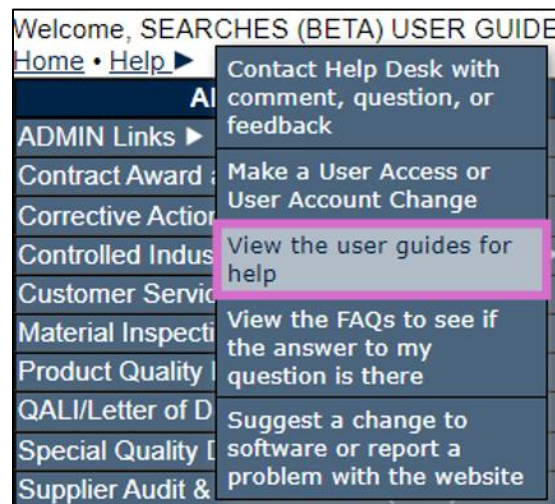 Welcome, SEARCHES (BETA) USER GUIDE
Home • Help ▶
ADMIN Links ▶
Contract Award
Corrective Action
Controlled Indus
Customer Servic
Material Inspecti
Product Quality
QALI/Letter of D
Special Quality
Supplier Audit &
Contact Help Desk with
comment, question, or
feedback
Make a User Access or
User Account Change
View the user guides for
help
View the FAQs to see if
the answer to my
question is there
Suggest a change to
software or report a
problem with the website